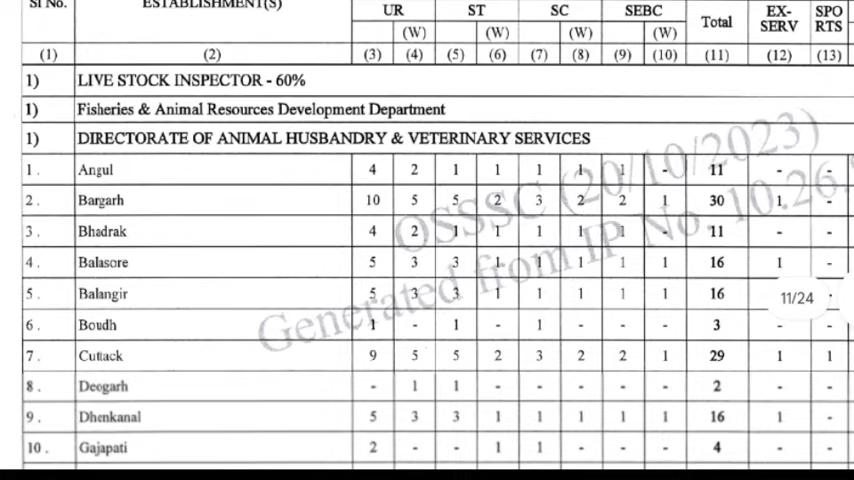 Sl No. ESTABLISHMENT(S) UR ST SC SEBC Total EX-SERV SPORTS
(W) (W) (W) (W)
(1) (2) (3) (4) (5) (6) (7) (8) (9) (10) (11) (12) (13)
1) LIVE STOCK INSPECTOR - 60%
1) Fisheries & Animal Resources Development Department
1) DIRECTORATE OF ANIMAL HUSBANDRY & VETERINARY SERVICES
1. Angul 4 2 1 1 1 1 1 - 11 - -
2. Bargarh 10 5 5 2 3 2 2 1 30 1 -
3. Bhadrak 4 2 1 1 1 1 1 - 11 - -
4. Balasore 5 3 3 1 1 1 1 1 16 1 -
5. Balangir 5 3 3 1 1 1 1 1 16
6. Boudh 1 - 1 - 1 - - - 3 - -
7. Cuttack 9 5 5 2 3 2 2 1 29 1 1
8. Deogarh - 1 1 - - - - - 2 - -
9. Dhenkanal 5 3 3 1 1 1 1 1 16 1 -
10. Gajapati 2 - - 1 1 - - - 4 - -
11/24
OSSSC (20/10/2023)
Generated from IP No. 10.26.